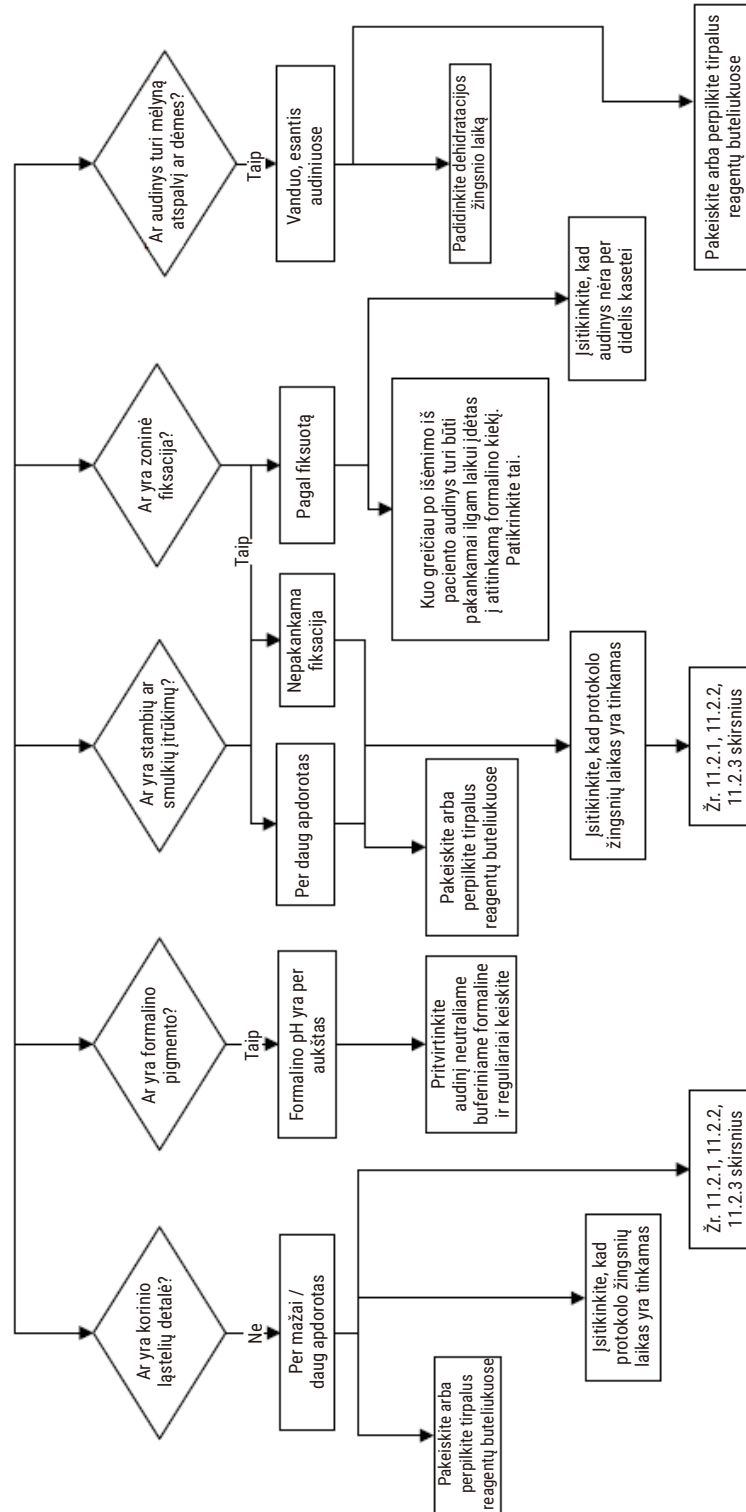 Ar yra korinio
ląstelių detalė?
Ne
Per mažai /
daug apdorotas
Pakeiskite arba
perpilkite tirpalus
reagentų buteliukuose
Įsitikinkite, kad
protokolo žingsnių
laikas yra tinkamas
Žr. 11.2.1, 11.2.2,
11.2.3 skirsnius
Ar yra formalino
pigmento?
Taip
Formalino pH yra per
aukštas
Pritvirtinkite
audinį neutraliame
buferiniame formaline
ir reguliariai keiskite
Ar yra stambių ar
smulkių įtrūkimų?
Per daug apdorotas
Nepakankama
fiksacija
Pakeiskite arba
perpilkite tirpalus
reagentų buteliukuose
Įsitikinkite, kad protokolo
žingsnių laikas yra tinkamas
Žr. 11.2.1, 11.2.2,
11.2.3 skirsnius
Ar yra zoninė
fiksacija?
Taip
Pagal fiksuotą
Kuo greičiau po išėmimo iš
paciento audinys turi būti
pakankamai ilgam laikui įdėtas
į atitinkamą formalino kiekį.
Patikrinkite tai.
Įsitikinkite, kad
audinys nėra per
didelis kasetei
Ar audinys turi mėlyną
atspalvį ar dėmes?
Taip
Vanduo, esantis
audiniuose
Padidinkite dehidratacijos
žingsnio laiką
Pakeiskite arba perpilkite tirpalus
reagentų buteliukuose